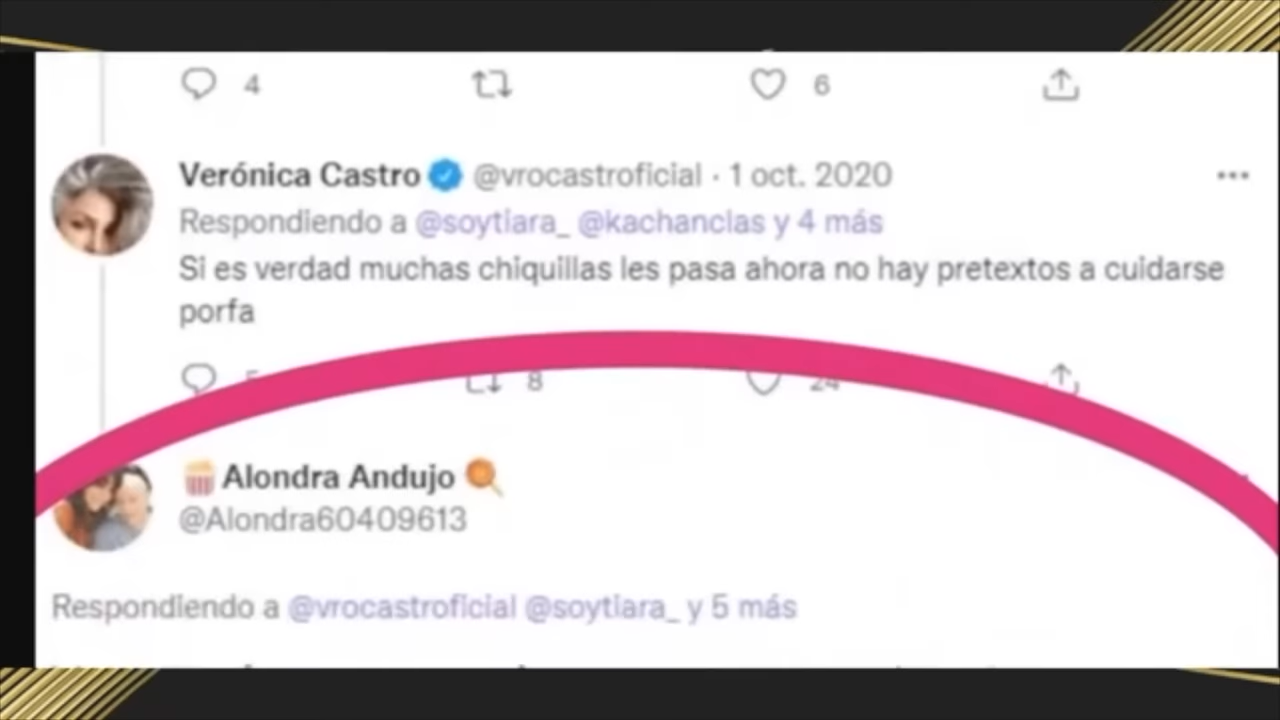 4 6
Verónica Castro @vrocastroficial · 1 oct. 2020
Respondiendo a @soytiara_ @kachanclas y 4 más
Si es verdad muchas chiquillas les pasa ahora no hay pretextos a cuidarse
porfa
8 24
Alondra Andujo
@Alondra60409613
Respondiendo a @vrocastroficial @soytiara_ y 5 más